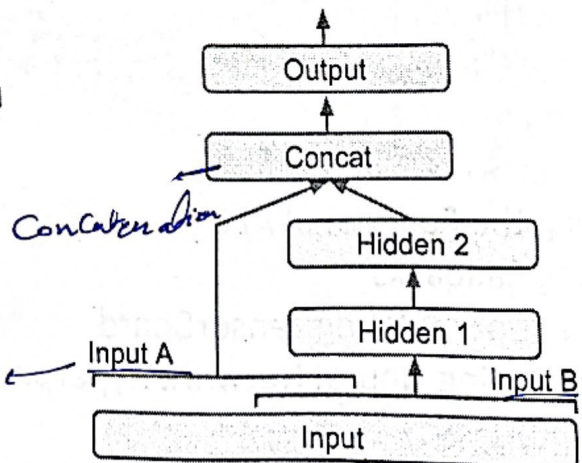 Output
Concat
Concatenation
Hidden 2
Hidden 1
Input A
Input B
Input